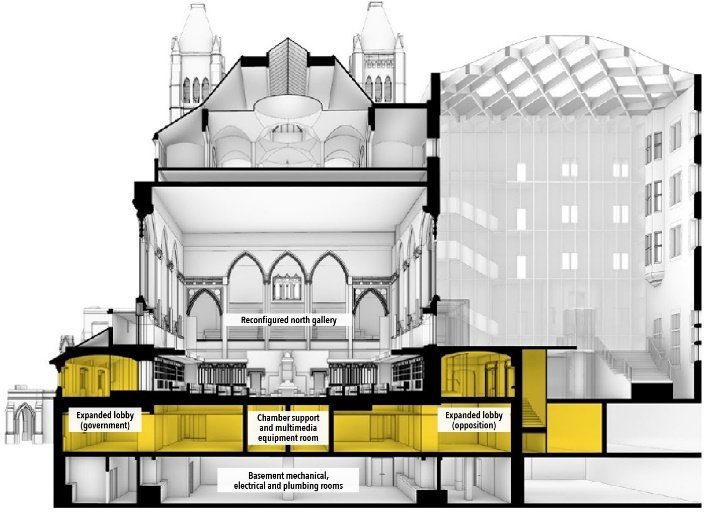 Reconfigured north gallery
Expanded lobby
(government)
Chamber support
and multimedia
equipment room
Expanded lobby
(opposition)
Basement mechanical,
electrical and plumbing rooms